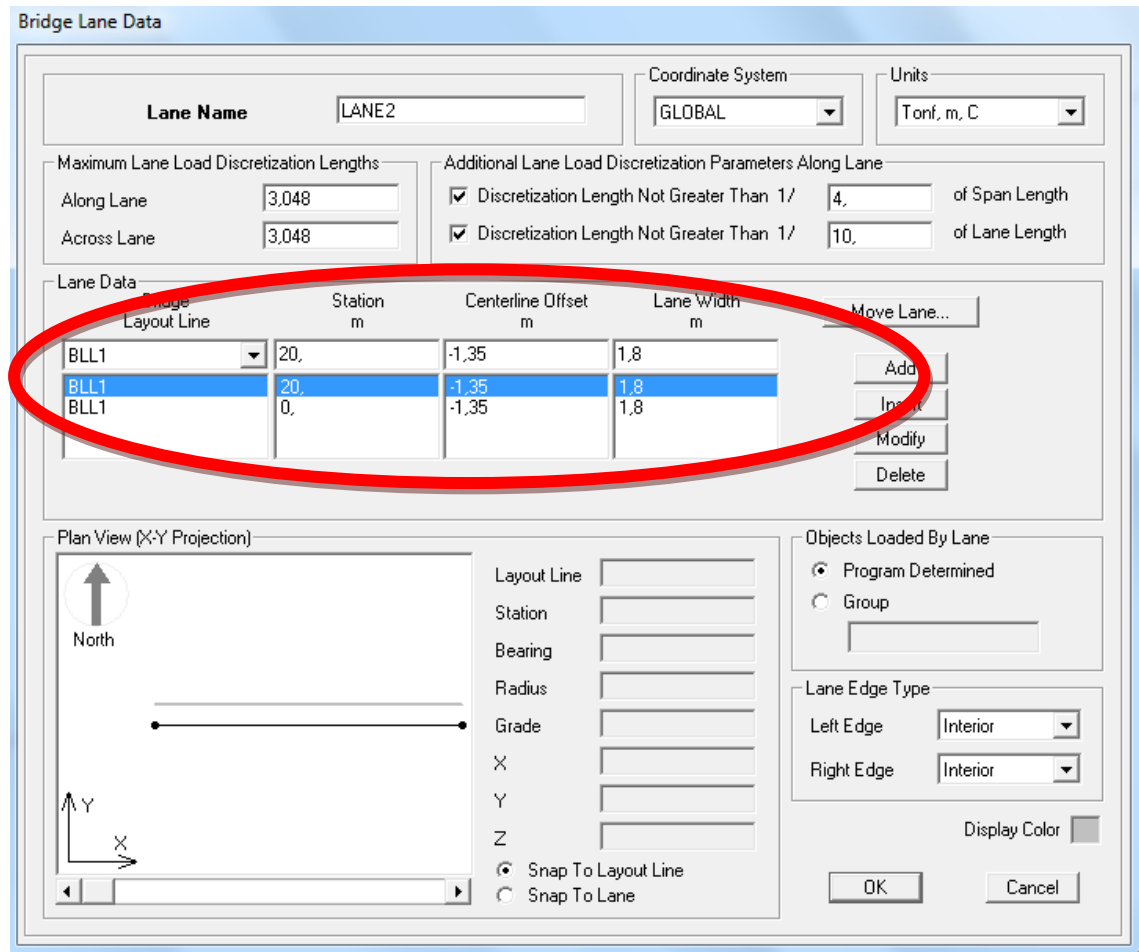 Bridge Lane Data
Lane Name
LANE2
Coordinate System
GLOBAL
Units
Tonf, m, C
Maximum Lane Load Discretization Lengths
Along Lane 3,048
Across Lane 3,048
Additional Lane Load Discretization Parameters Along Lane
Discretization Length Not Greater Than 1/ 4, of Span Length
Discretization Length Not Greater Than 1/ 10, of Lane Length
Lane Data
Bridge Station Centerline Offset Lane Width
Layout Line m m m
BLL1 20, -1,35 1,8
BLL1 20, -1,35 1,8
BLL1 0, -1,35 1,8
Move Lane...
Add
Insert
Modify
Delete
Plan View (X-Y Projection)
North
Y
X
Layout Line
Station
Bearing
Radius
Grade
X
Y
Z
Snap To Layout Line
Snap To Lane
Objects Loaded By Lane
Program Determined
Group
Lane Edge Type
Left Edge Interior
Right Edge Interior
Display Color
OK Cancel